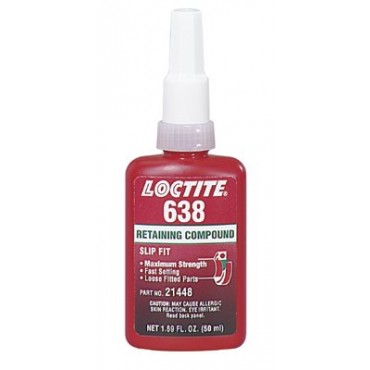 LOCTITE®
638
RETAINING COMPOUND
SLIP FIT
• Maximum Strength
• Fast Setting
• Loose Fitted Parts
PART NO. 21448
CAUTION: MAY CAUSE ALLERGIC
SKIN REACTION. EYE IRRITANT.
Read back panel.
NET 1.69 FL. OZ. (50 ml)